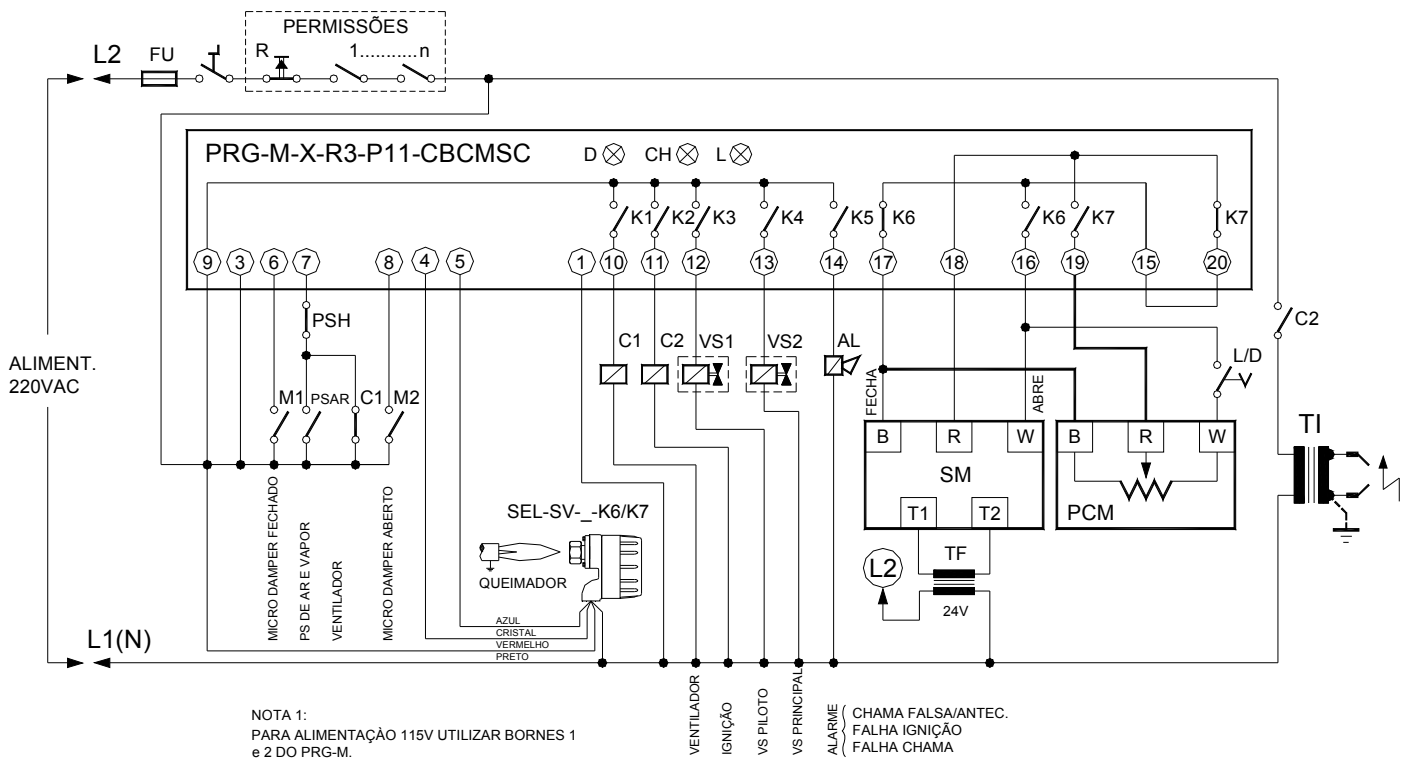 PERMISSÕES
L2
FU
R
1..........n
PRG-M-X-R3-P11-CBCMSC
D
CH
L
K1
K2
K3
K4
K5
K6
K6
K7
K7
9
3
6
7
8
4
5
1
10
11
12
13
14
17
18
16
19
15
20
ALIMENT.
220VAC
PSH
M1
PSAR
C1
M2
C1
C2
VS1
VS2
AL
FECHA
ABRE
C2
L/D
TI
B
R
W
SM
T1
T2
B
R
W
PCM
TF
24V
L2
MICRO DAMPER FECHADO
PS DE AR E VAPOR
VENTILADOR
MICRO DAMPER ABERTO
SEL-SV-_-K6/K7
QUEIMADOR
AZUL
CRISTAL
VERMELHO
PRETO
L1(N)
VENTILADOR
IGNIÇÃO
VS PILOTO
VS PRINCIPAL
ALARME
CHAMA FALSA/ANTEC.
FALHA IGNIÇÃO
FALHA CHAMA
NOTA 1:
PARA ALIMENTAÇÀO 115V UTILIZAR BORNES 1
e 2 DO PRG-M.